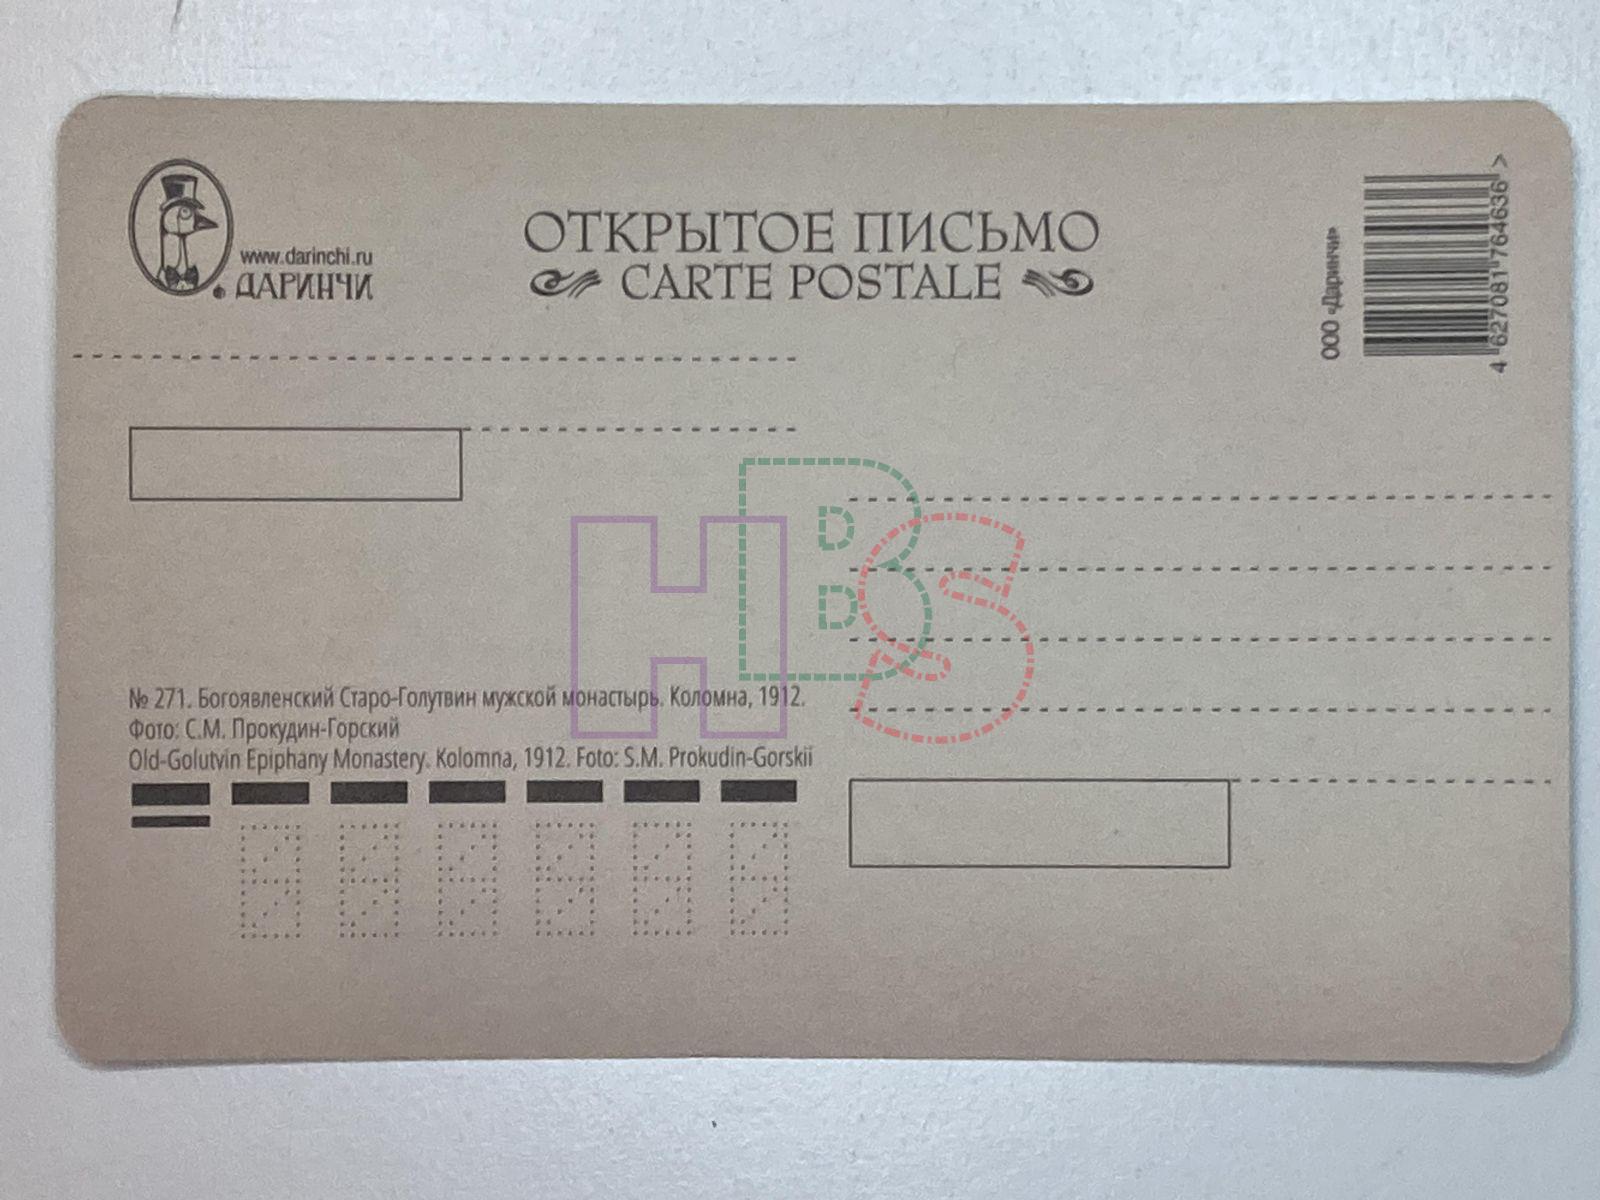 www.darinchi.ru
ДАРИНЧИ
ОТКРЫТОЕ ПИСЬМО
CARTE POSTALE
ООО «Даринчи»
4 627081 764636 >
HBS
№ 271. Богоявленский Старо-Голутвин мужской монастырь. Коломна, 1912.
Фото: С.М. Прокудин-Горский
Old-Golutvin Epiphany Monastery. Kolomna, 1912. Foto: S.M. Prokudin-Gorskii